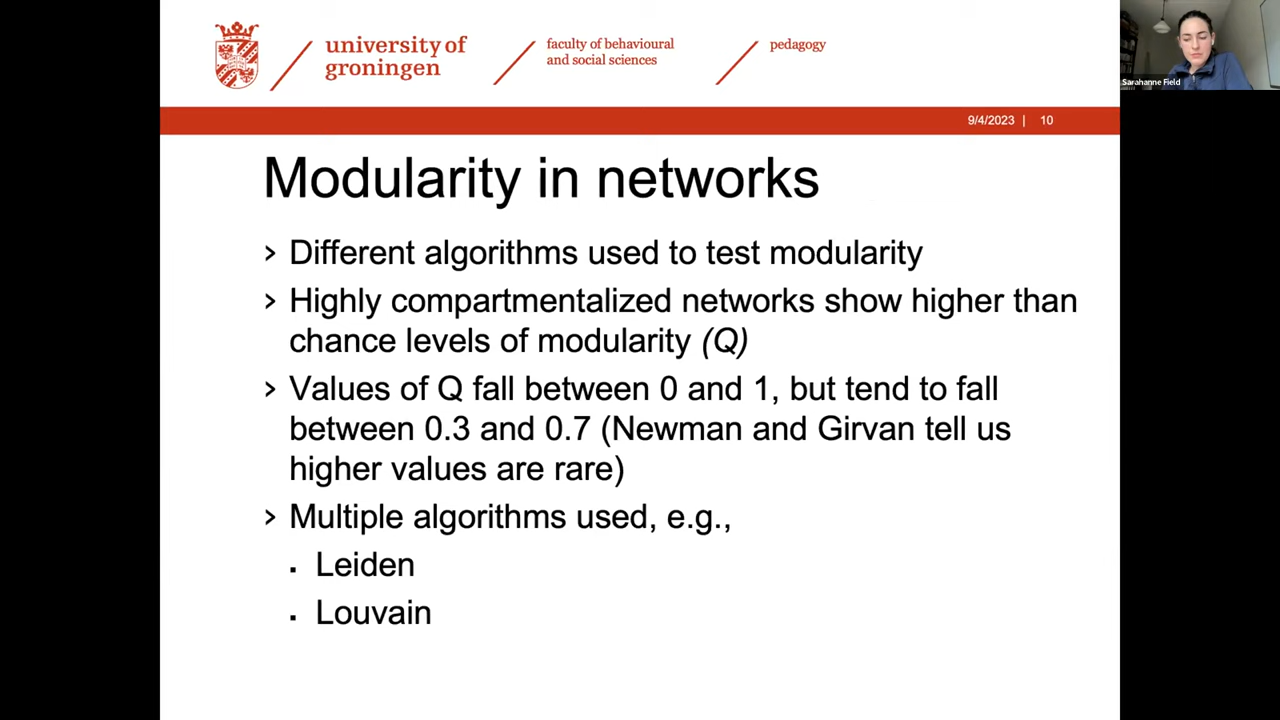 university of
groningen
faculty of behavioural
and social sciences
pedagogy
Sarahanne Field
9/4/2023 | 10
Modularity in networks
› Different algorithms used to test modularity
› Highly compartmentalized networks show higher than
chance levels of modularity (Q)
› Values of Q fall between 0 and 1, but tend to fall
between 0.3 and 0.7 (Newman and Girvan tell us
higher values are rare)
› Multiple algorithms used, e.g.,
▪ Leiden
▪ Louvain